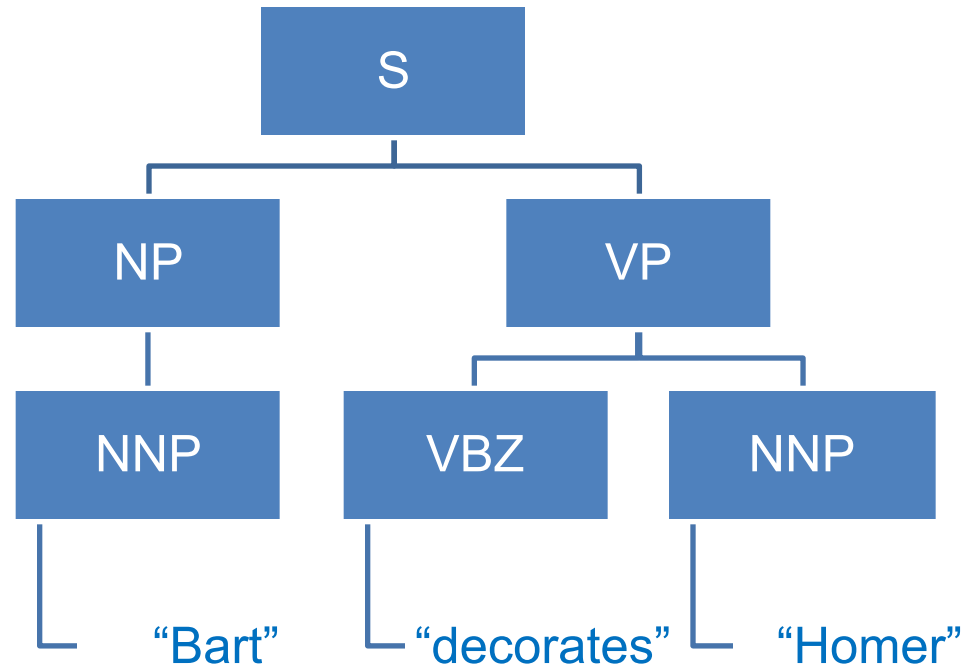 S
NP VP
NNP VBZ NNP
“Bart” “decorates” “Homer”